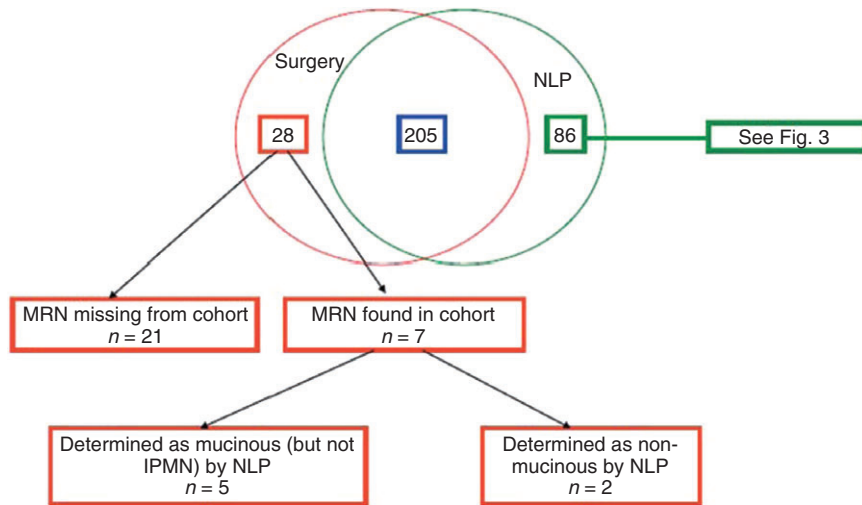 Surgery
NLP
28
205
86
See Fig. 3
MRN missing from cohort
n = 21
MRN found in cohort
n = 7
Determined as mucinous (but not
IPMN) by NLP
n = 5
Determined as non-
mucinous by NLP
n = 2